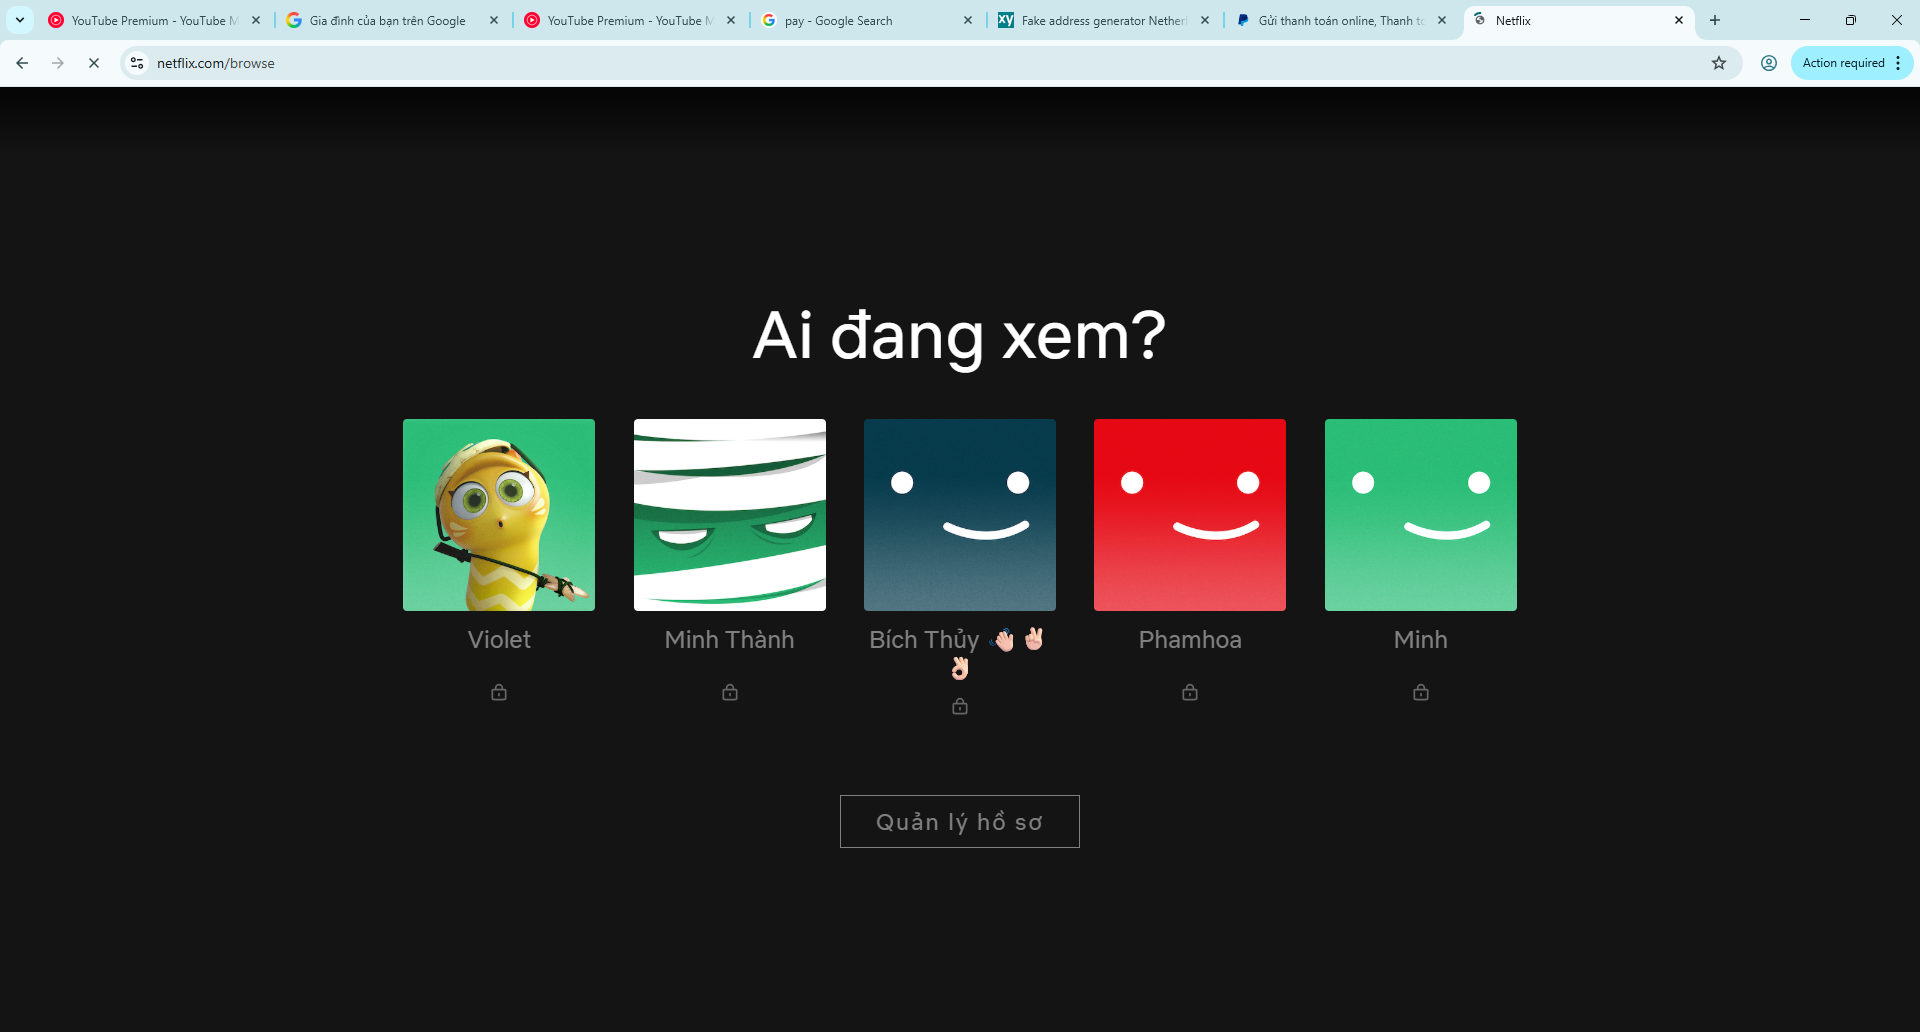 YouTube Premium - YouTube M
Gia đình của bạn trên Google
YouTube Premium - YouTube M
pay - Google Search
Fake address generator Nether
Gửi thanh toán online, Thanh to
Netflix
netflix.com/browse
Action required
Ai đang xem?
Violet
Minh Thành
Bích Thủy 👋🏻 ✌🏻
👌🏻
Phamhoa
Minh
Quản lý hồ sơ